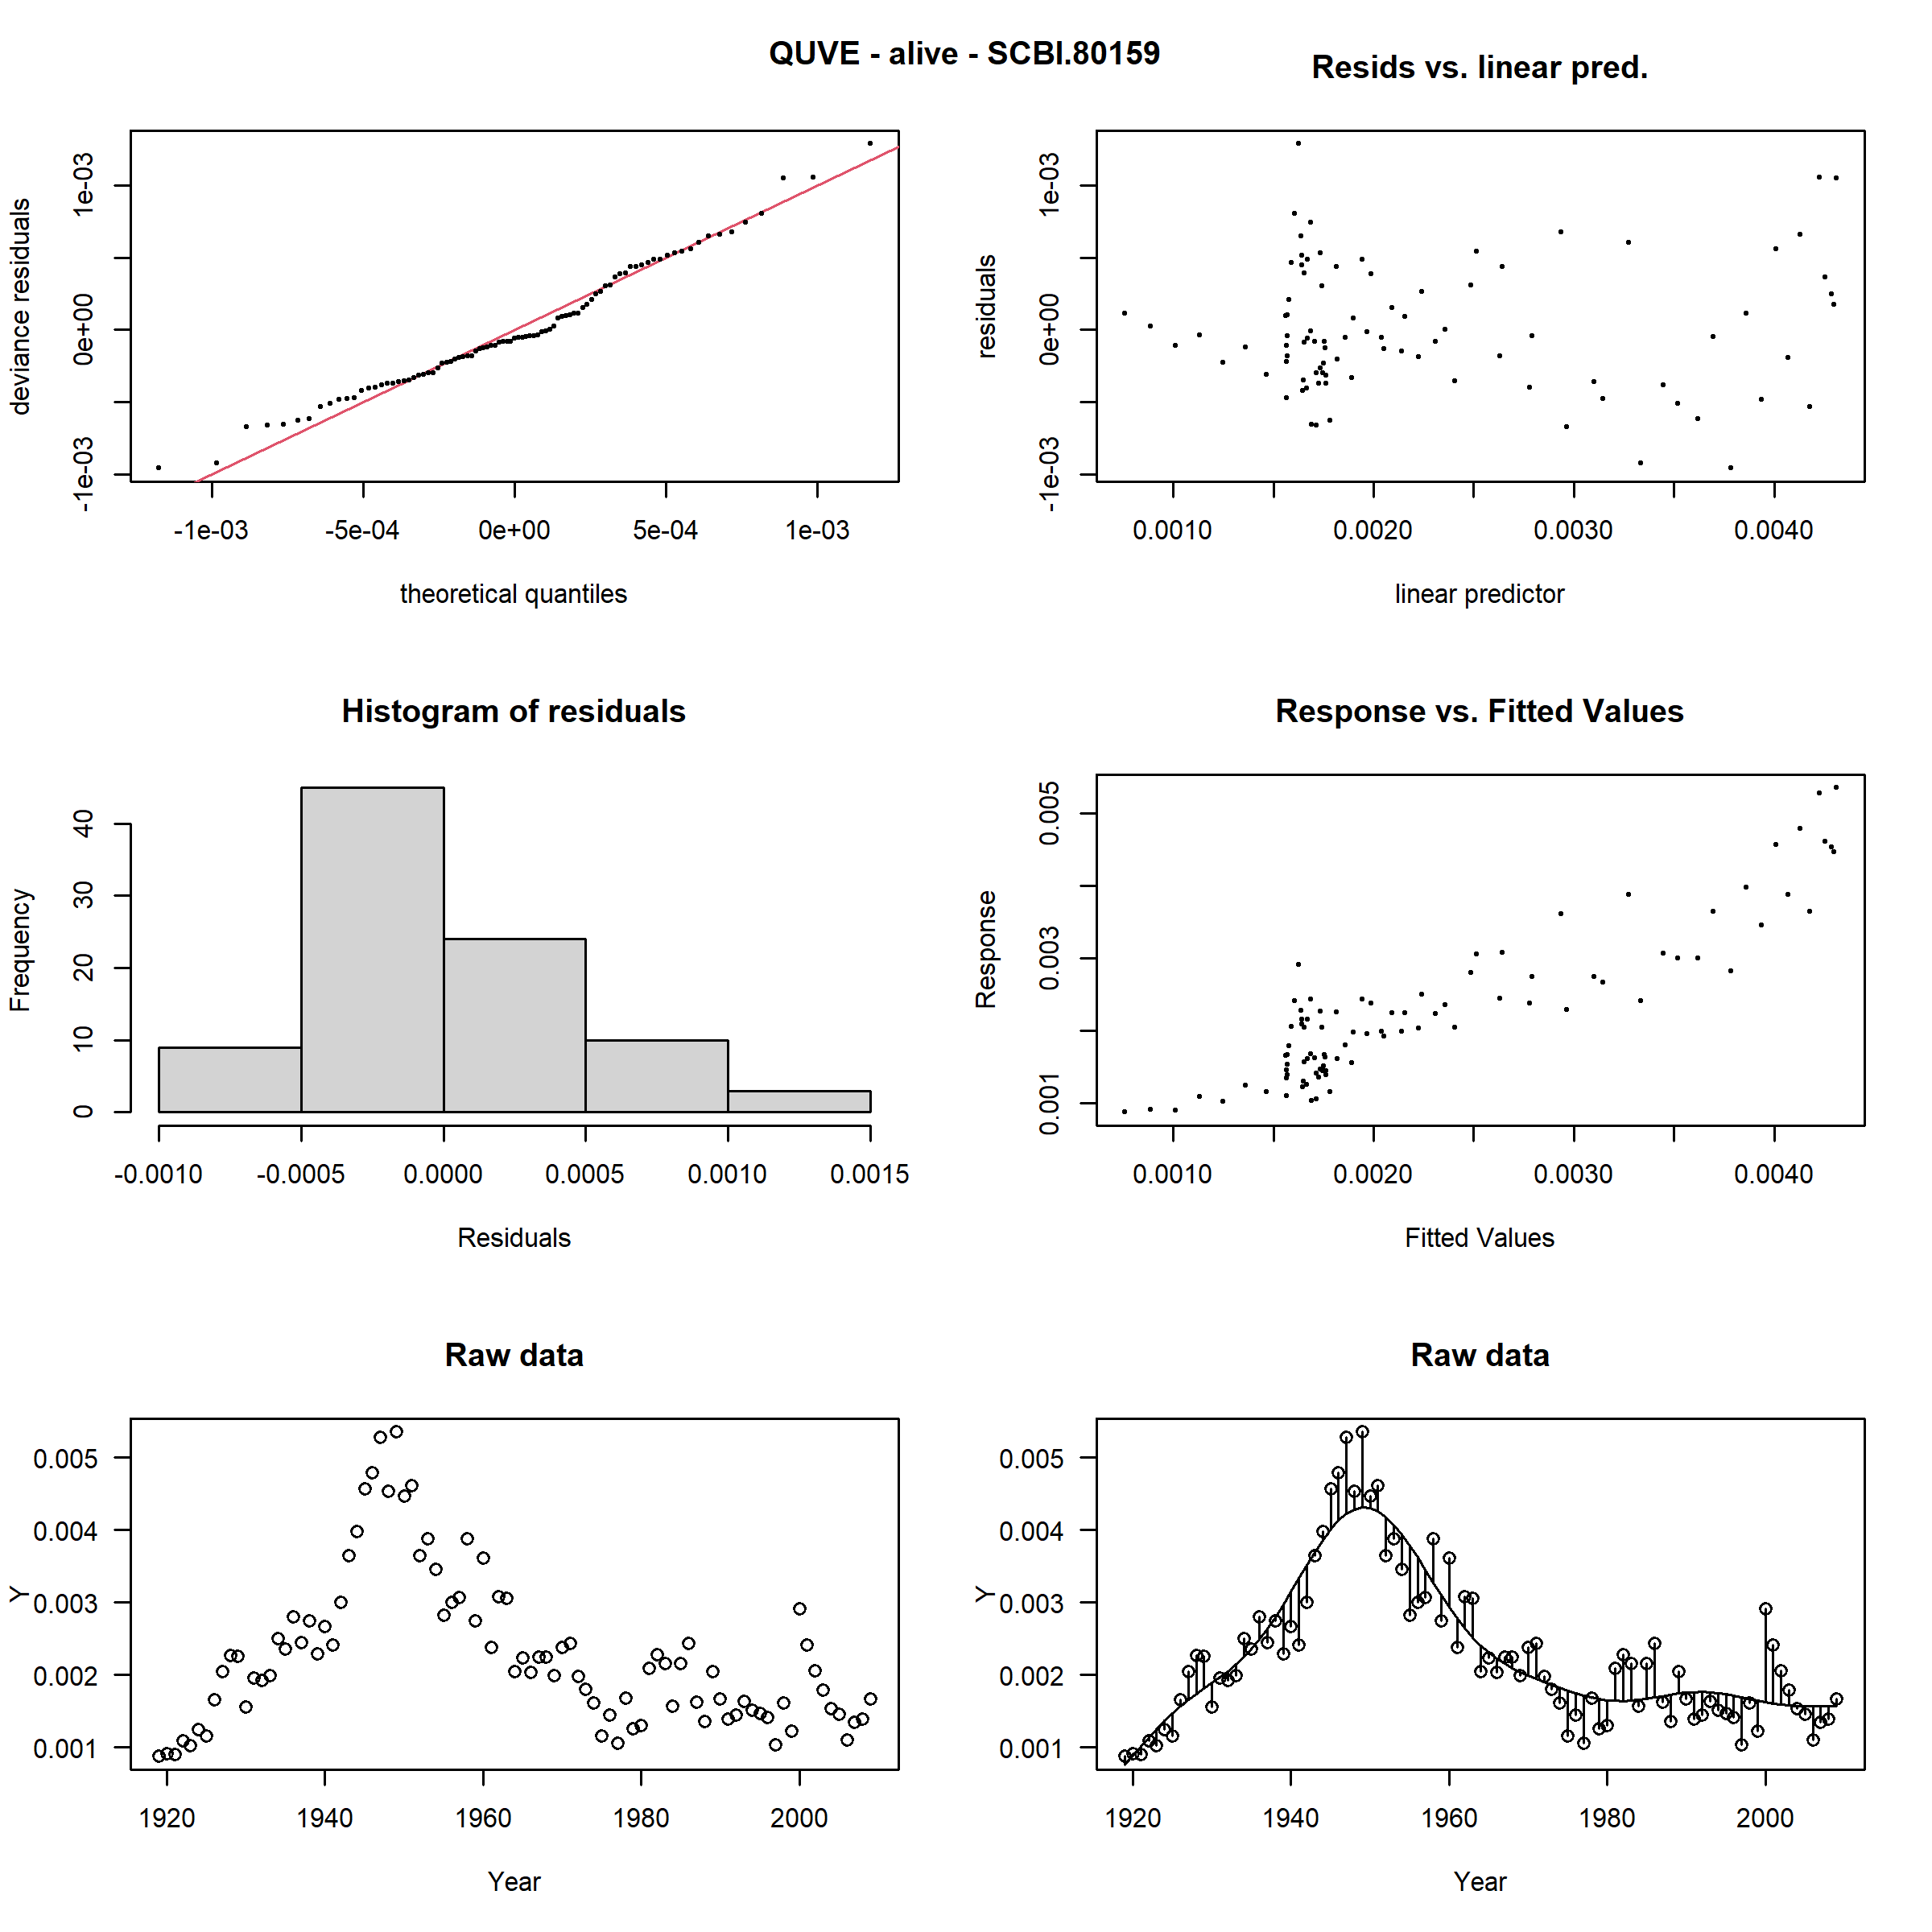 QUVE - alive - SCBI.80159
Resids vs. linear pred.
deviance residuals
1e-03
0e+00
-1e-03
-1e-03 -5e-04 0e+00 5e-04 1e-03
theoretical quantiles
residuals
1e-03
0e+00
-1e-03
0.0010 0.0020 0.0030 0.0040
linear predictor
Histogram of residuals
Frequency
40
30
20
10
0
-0.0010 -0.0005 0.0000 0.0005 0.0010 0.0015
Residuals
Response vs. Fitted Values
Response
0.005
0.003
0.001
0.0010 0.0020 0.0030 0.0040
Fitted Values
Raw data
Y
0.005
0.004
0.003
0.002
0.001
1920 1940 1960 1980 2000
Year
Raw data
Y
0.005
0.004
0.003
0.002
0.001
1920 1940 1960 1980 2000
Year